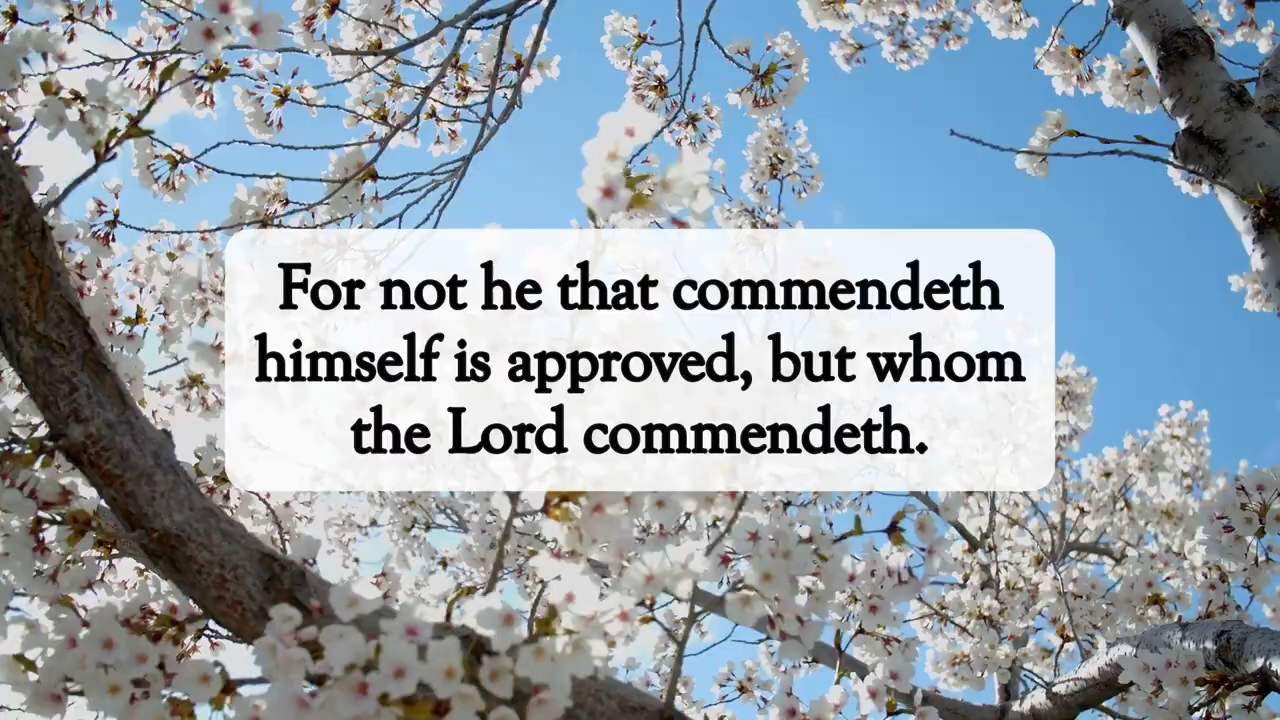 For not he that commendeth
himself is approved, but whom
the Lord commendeth.